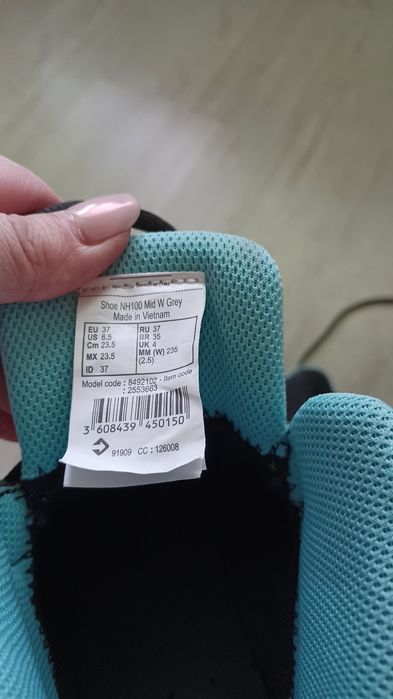 Shoe NH100 Mid W Grey
Made in Vietnam
EU 37 RU 37
US 6.5 BR 35
Cm 23.5 UK 4
MX 23.5 MM (W) 235
(2.5)
ID 37
Model code : 8492102 - Item code
: 2553663
3 608439 450150
91909 CC : 126008